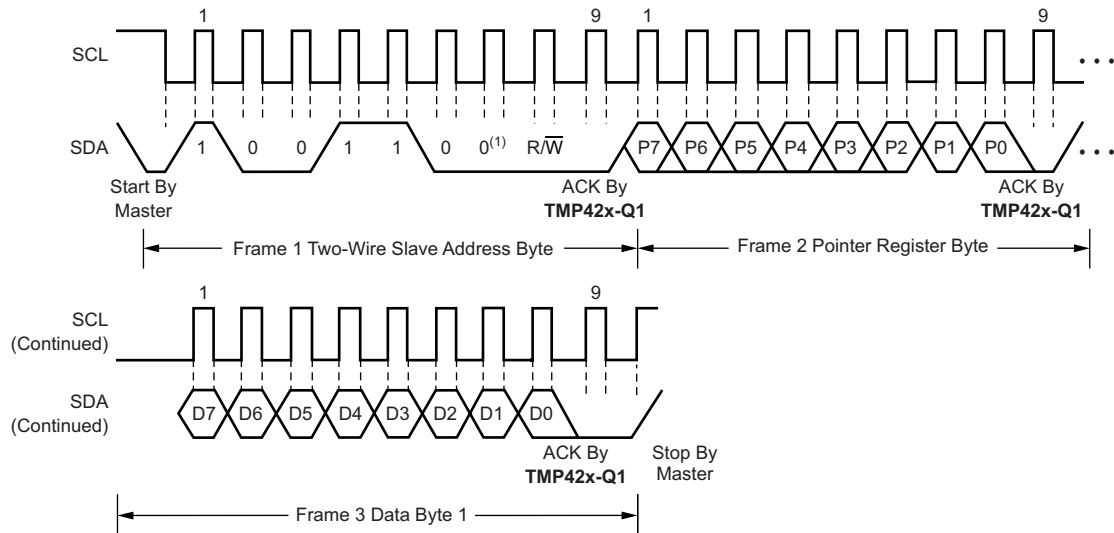 1 9 1 9
SCL
SDA 1 0 0 1 1 0 0(1) R/W̅ P7 P6 P5 P4 P3 P2 P1 P0
Start By ACK By ACK By
Master TMP42x-Q1 TMP42x-Q1
Frame 1 Two-Wire Slave Address Byte Frame 2 Pointer Register Byte
1 9
SCL
(Continued)
SDA
(Continued) D7 D6 D5 D4 D3 D2 D1 D0
ACK By Stop By
TMP42x-Q1 Master
Frame 3 Data Byte 1